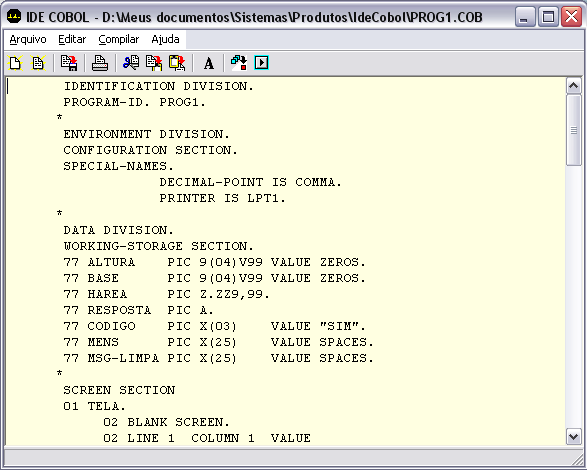 IDE COBOL - D:\Meus documentos\Sistemas\Produtos\IdeCobol\PROG1.COB
Arquivo Editar Compilar Ajuda
A
IDENTIFICATION DIVISION.
PROGRAM-ID. PROG1.
*
ENVIRONMENT DIVISION.
CONFIGURATION SECTION.
SPECIAL-NAMES.
DECIMAL-POINT IS COMMA.
PRINTER IS LPT1.
*
DATA DIVISION.
WORKING-STORAGE SECTION.
77 ALTURA PIC 9(04)V99 VALUE ZEROS.
77 BASE PIC 9(04)V99 VALUE ZEROS.
77 HAREA PIC Z.ZZ9,99.
77 RESPOSTA PIC A.
77 CODIGO PIC X(03) VALUE "SIM".
77 MENS PIC X(25) VALUE SPACES.
77 MSG-LIMPA PIC X(25) VALUE SPACES.
*
SCREEN SECTION
01 TELA.
02 BLANK SCREEN.
02 LINE 1 COLUMN 1 VALUE